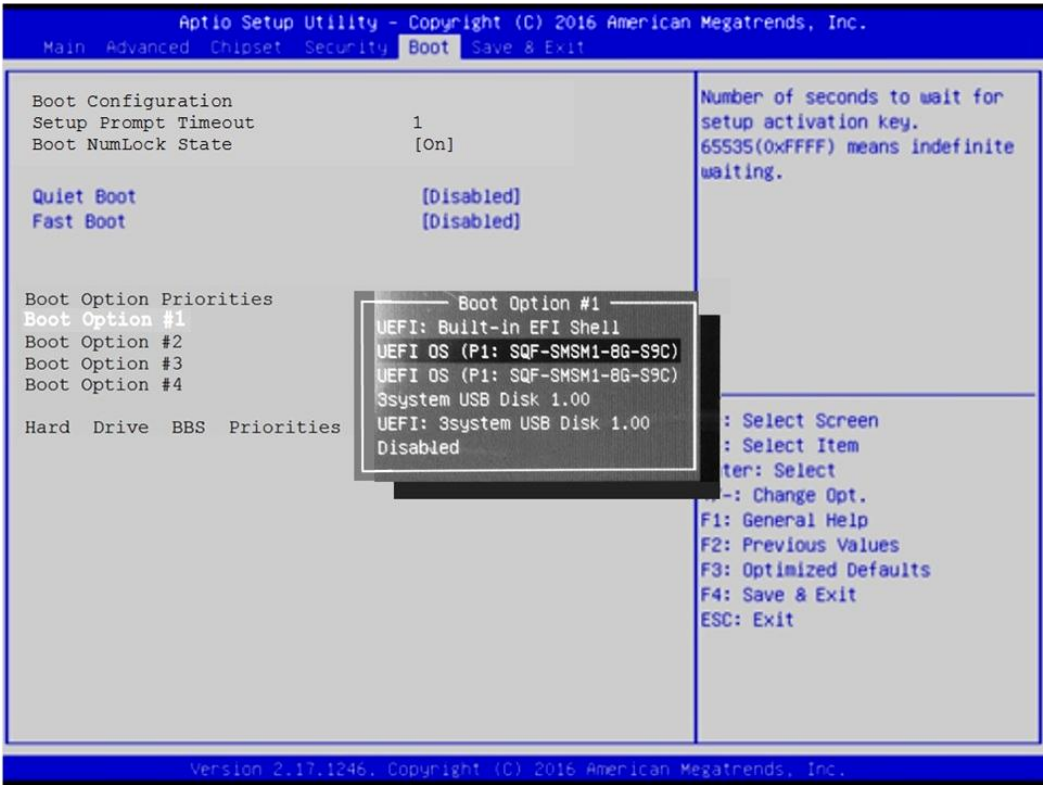 Aptio Setup Utility – Copyright (C) 2016 American Megatrends, Inc.
Main Advanced Chipset Security Boot Save & Exit
Boot Configuration
Setup Prompt Timeout 1
Boot NumLock State [On]
Quiet Boot [Disabled]
Fast Boot [Disabled]
Boot Option Priorities
Boot Option #1
Boot Option #2
Boot Option #3
Boot Option #4
Hard Drive BBS Priorities
Boot Option #1
UEFI: Built-in EFI Shell
UEFI OS (P1: SQF-SMSM1-8G-S9C)
UEFI OS (P1: SQF-SMSM1-8G-S9C)
3system USB Disk 1.00
UEFI: 3system USB Disk 1.00
Disabled
Number of seconds to wait for
setup activation key.
65535(0xFFFF) means indefinite
waiting.
: Select Screen
: Select Item
ter: Select
-: Change Opt.
F1: General Help
F2: Previous Values
F3: Optimized Defaults
F4: Save & Exit
ESC: Exit
Version 2.17.1246. Copyright (C) 2016 American Megatrends, Inc.